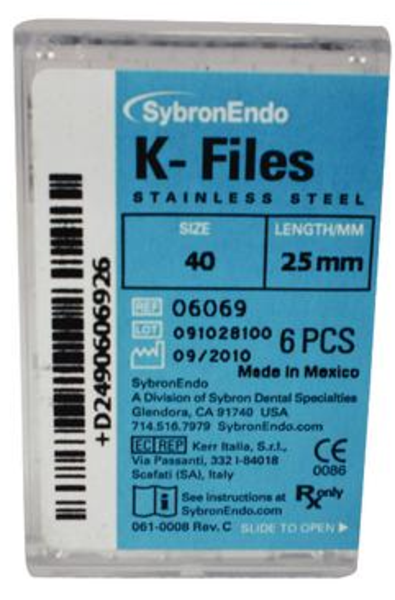 SybronEndo
K- Files
STAINLESS STEEL
SIZE
40
LENGTH/MM
25 mm
REF 06069
LOT 091028100
09/2010
6 PCS
Made In Mexico
SybronEndo
A Division of Sybron Dental Specialties
Glendora, CA 91740 USA
714.516.7979 SybronEndo.com
EC REP Kerr Italia, S.r.l.,
Via Passanti, 332 I-84018
Scafati (SA), Italy
CE
0086
i See instructions at
SybronEndo.com
Rx only
061-0008 Rev. C
SLIDE TO OPEN
+D2490606926